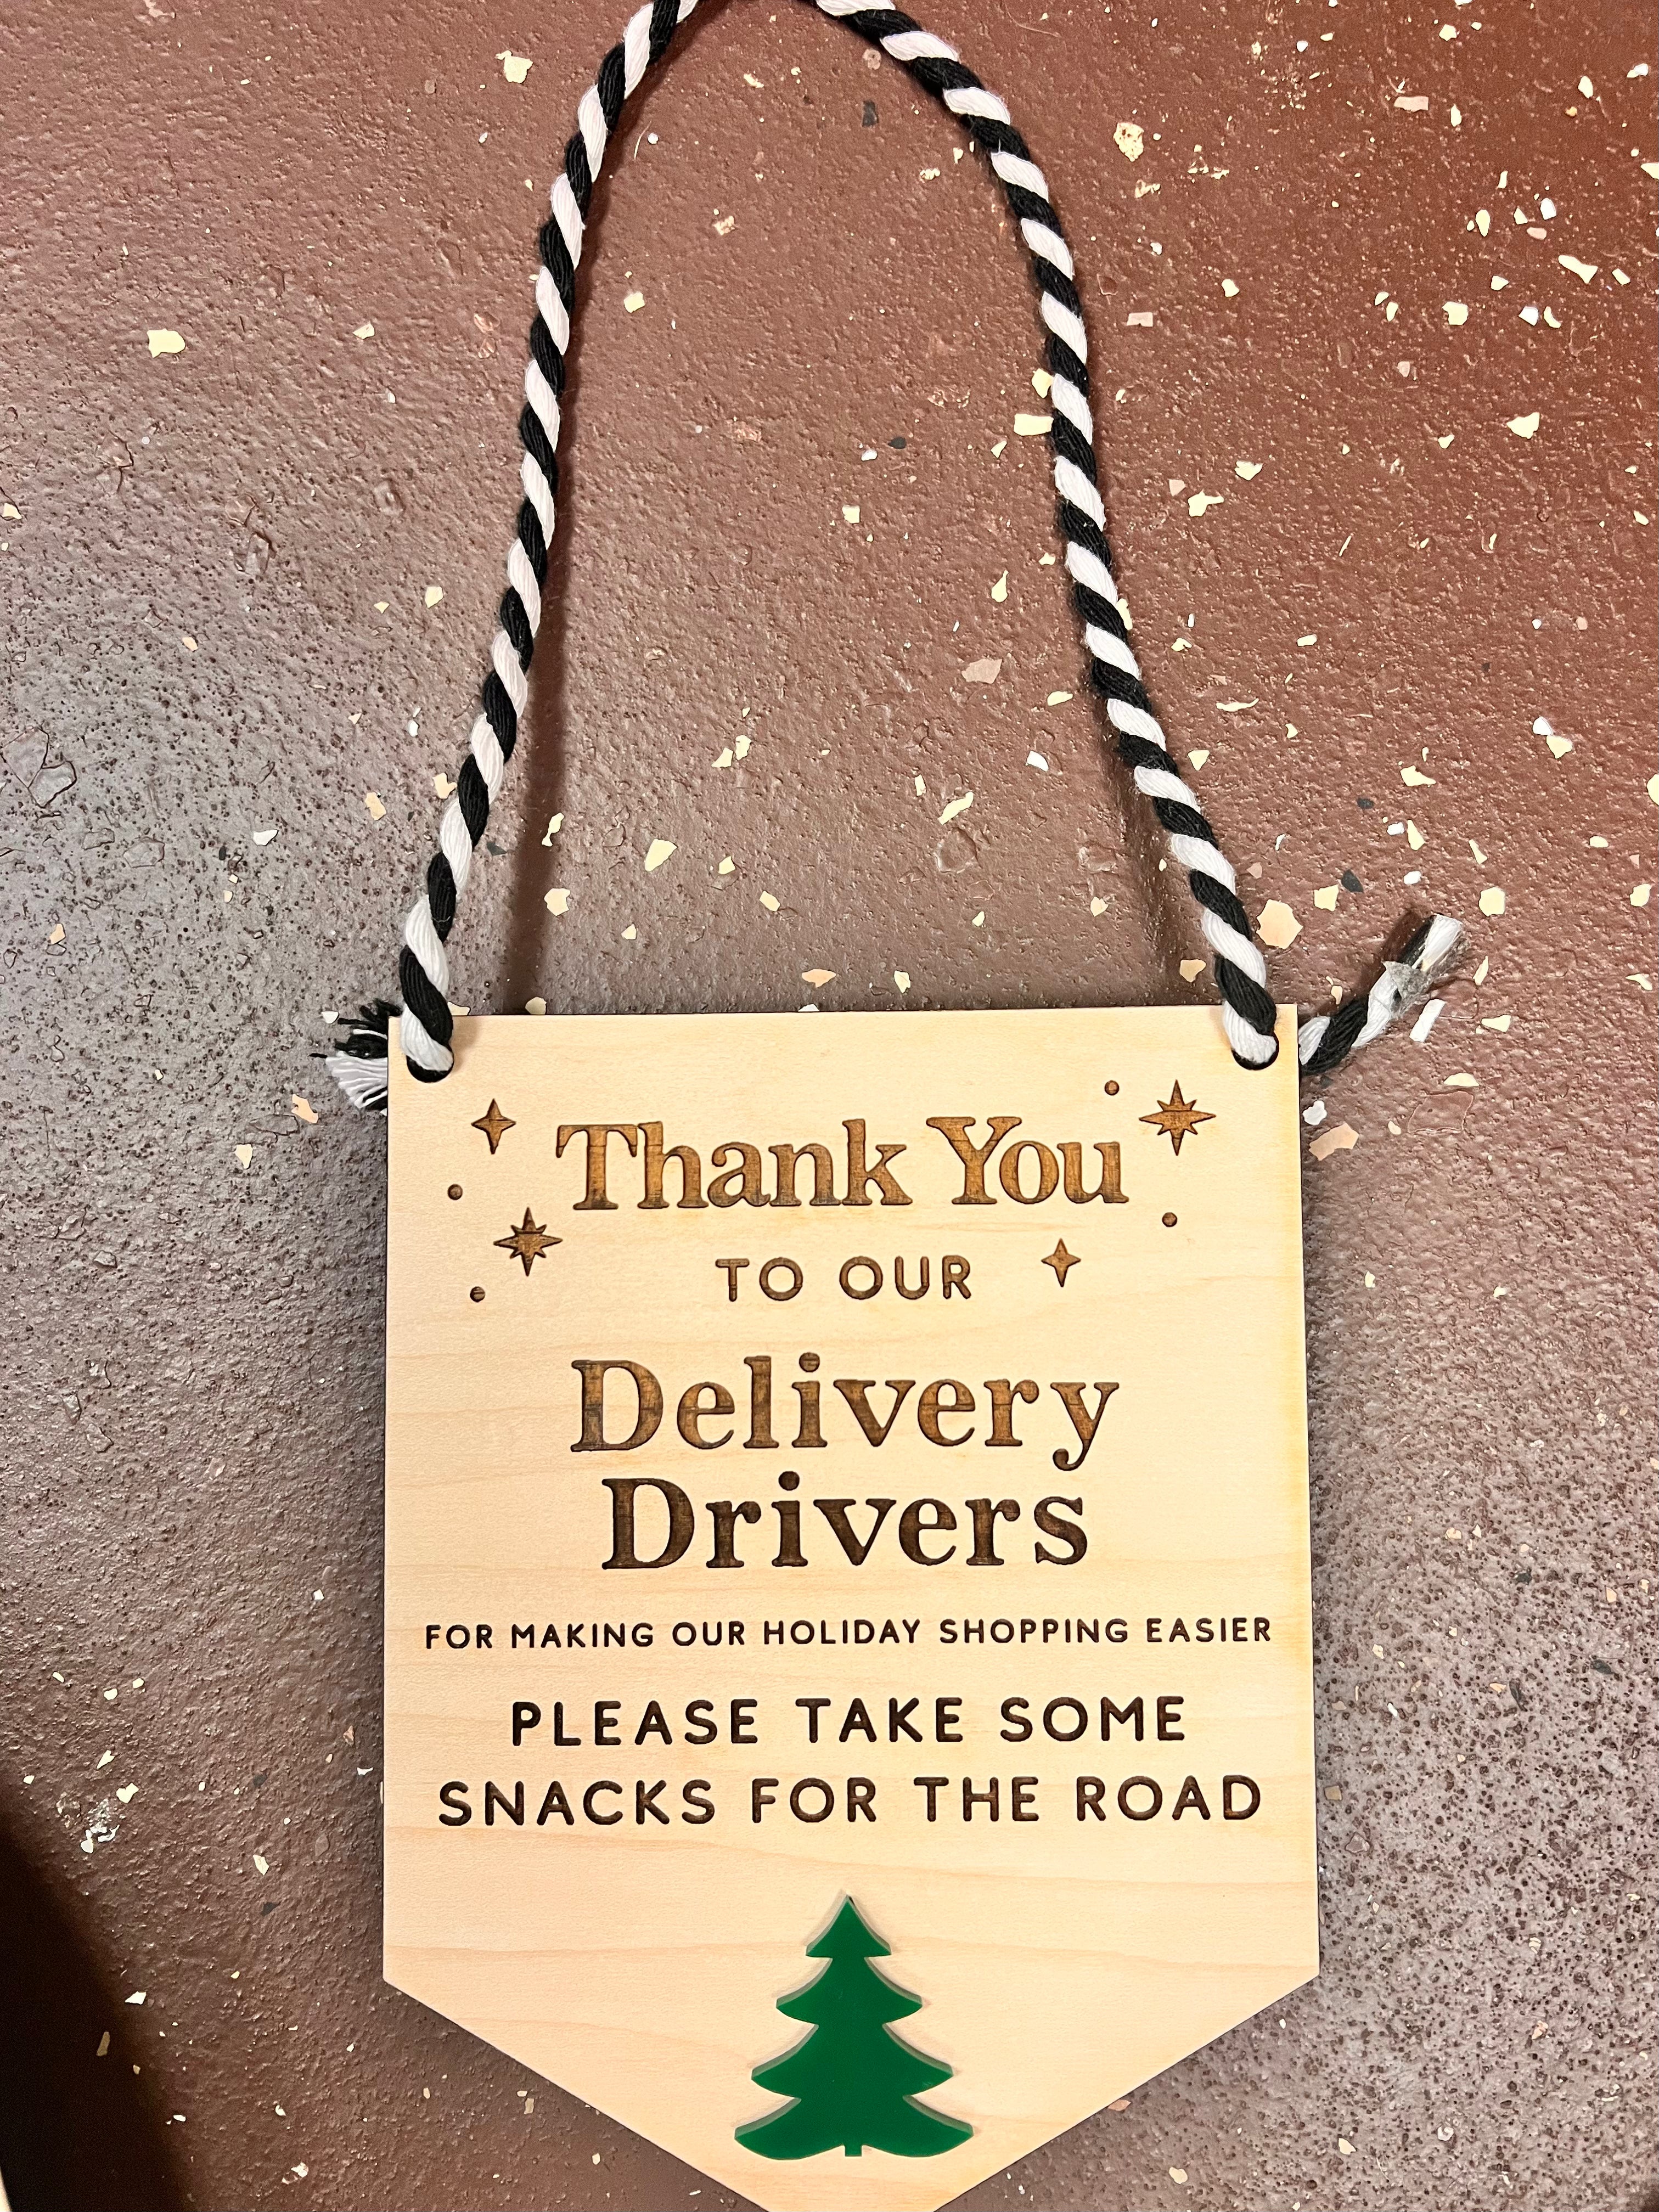 Thank You
TO OUR
Delivery
Drivers
FOR MAKING OUR HOLIDAY SHOPPING EASIER
PLEASE TAKE SOME
SNACKS FOR THE ROAD